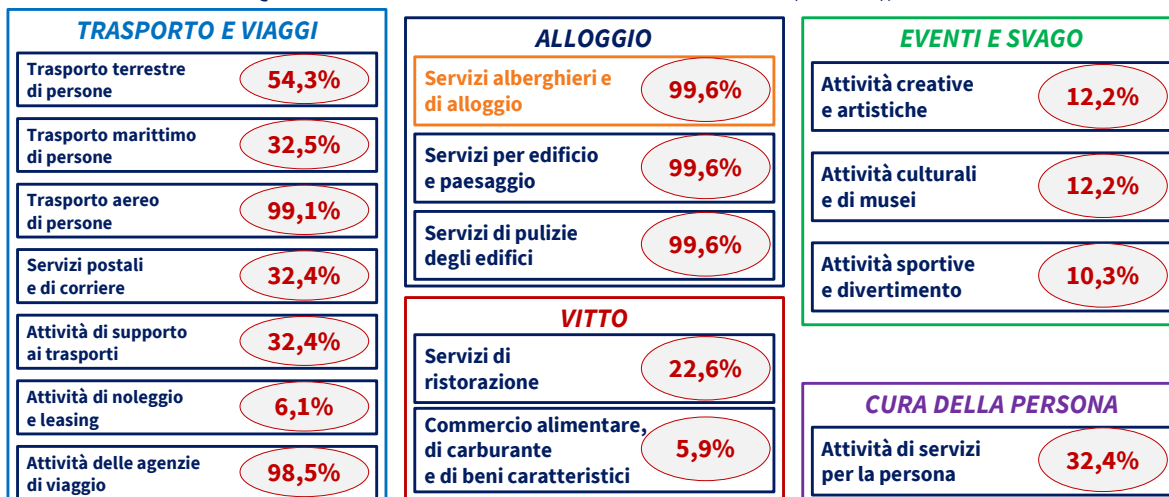 TRASPORTO E VIAGGI
Trasporto terrestre
di persone
54,3%
Trasporto marittimo
di persone
32,5%
Trasporto aereo
di persone
99,1%
Servizi postali
e di corriere
32,4%
Attività di supporto
ai trasporti
32,4%
Attività di noleggio
e leasing
6,1%
Attività delle agenzie
di viaggio
98,5%
ALLOGGIO
Servizi alberghieri e
di alloggio
99,6%
Servizi per edificio
e paesaggio
99,6%
Servizi di pulizie
degli edifici
99,6%
VITTO
Servizi di
ristorazione
22,6%
Commercio alimentare,
di carburante
e di beni caratteristici
5,9%
EVENTI E SVAGO
Attività creative
e artistiche
12,2%
Attività culturali
e di musei
12,2%
Attività sportive
e divertimento
10,3%
CURA DELLA PERSONA
Attività di servizi
per la persona
32,4%